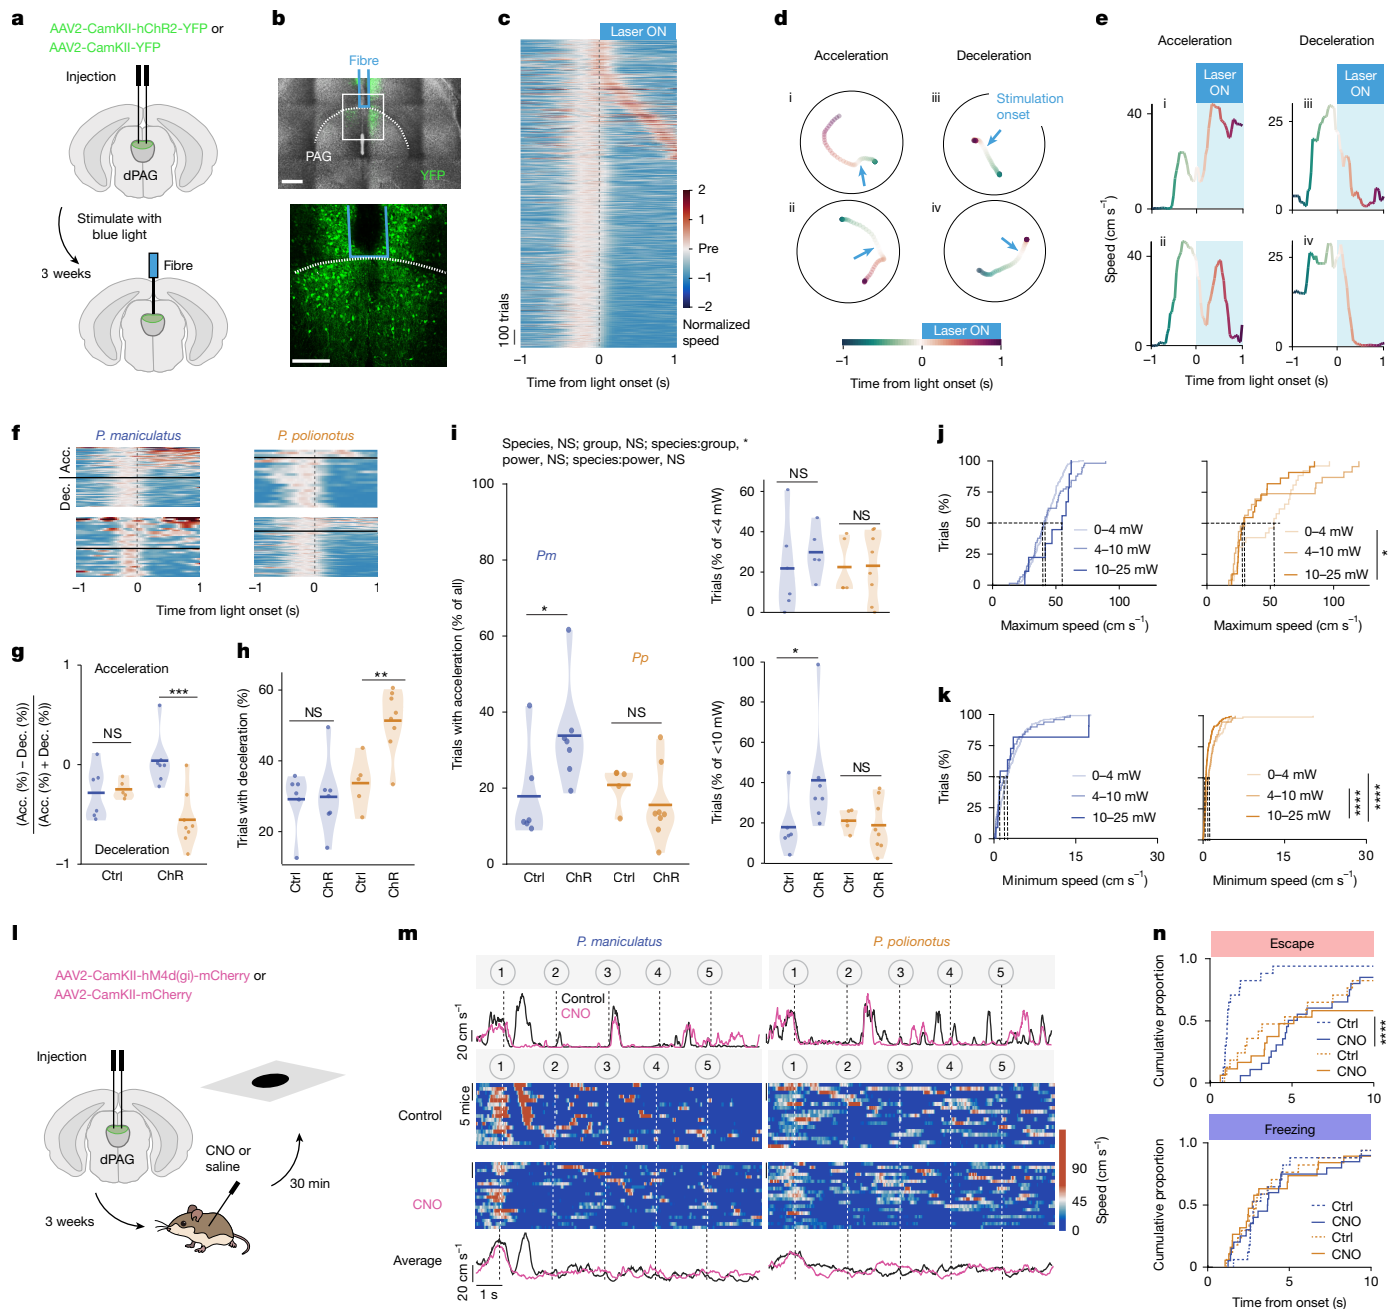 a
AAV2-CamKII-hChR2-YFP or
AAV2-CamKII-YFP
Injection
dPAG
Stimulate with
blue light
3 weeks
Fibre
b
Fibre
PAG
YFP
c
Laser ON
2
1
Pre
−1
−2
Normalized
speed
100 trials
−1
0
1
Time from light onset (s)
d
Acceleration
Deceleration
i
iii
Stimulation
onset
ii
iv
Laser ON
−1
0
1
Time from light onset (s)
e
Acceleration
Deceleration
Laser
ON
Laser
ON
i
iii
40
0
25
0
ii
iv
40
0
25
0
Speed (cm s−1)
−1
0
1
−1
0
1
Time from light onset (s)
f
P. maniculatus
P. polionotus
Acc.
Dec.
−1
0
1
−1
0
1
Time from light onset (s)
g
1
0
−1
Acceleration
NS
***
Deceleration
(Acc. (%) − Dec. (%))
(Acc. (%) + Dec. (%))
Ctrl
ChR
h
Trials with deceleration (%)
60
40
20
NS
**
Ctrl
ChR
Ctrl
ChR
i
Species, NS; group, NS; species:group, *
power, NS; species:power, NS
Trials with acceleration (% of all)
100
80
60
40
20
0
Pm
*
Pp
NS
Ctrl
ChR
Ctrl
ChR
Trials (% of <4 mW)
60
40
20
0
NS
NS
Trials (% of <10 mW)
100
80
60
40
20
0
*
NS
Ctrl
ChR
Ctrl
ChR
j
Trials (%)
100
75
50
25
0
0–4 mW
4–10 mW
10–25 mW
0
50
100
Maximum speed (cm s−1)
0–4 mW
4–10 mW
10–25 mW
*
0
50
100
Maximum speed (cm s−1)
k
Trials (%)
100
75
50
25
0
0–4 mW
4–10 mW
10–25 mW
0
15
30
Minimum speed (cm s−1)
0–4 mW
4–10 mW
10–25 mW
****
****
0
15
30
Minimum speed (cm s−1)
l
AAV2-CamKII-hM4d(gi)-mCherry or
AAV2-CamKII-mCherry
Injection
dPAG
CNO or
saline
30 min
3 weeks
m
P. maniculatus
P. polionotus
1
2
3
4
5
1
2
3
4
5
Control
CNO
20 cm s−1
1
2
3
4
5
1
2
3
4
5
5 mice
Control
CNO
90
45
0
Speed (cm s−1)
Average
20 cm s−1
1 s
n
Escape
Cumulative proportion
1.0
0.5
0
Ctrl
CNO
Ctrl
CNO
****
0
5
10
Freezing
Cumulative proportion
1.0
0.5
0
Ctrl
CNO
Ctrl
CNO
0
5
10
Time from onset (s)